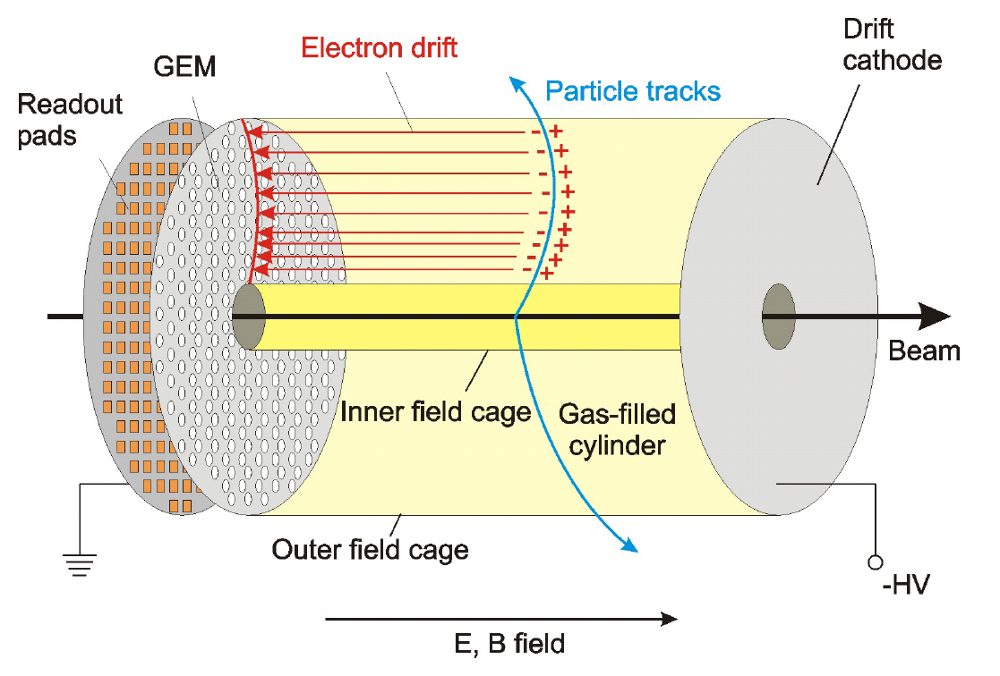 Drift
cathode
Electron drift
GEM
Particle tracks
Readout
pads
Beam
Inner field cage
Gas-filled
cylinder
Outer field cage
-HV
E, B field